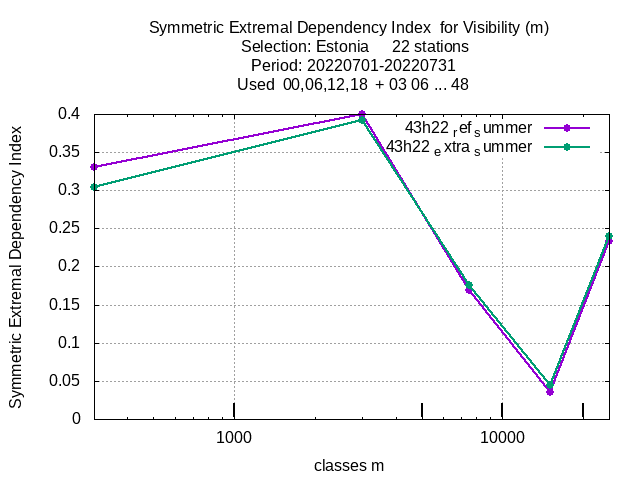 Symmetric Extremal Dependency Index  for Visibility (m)
Selection: Estonia     22 stations
Period: 20220701-20220731
Used  00,06,12,18  + 03 06 ... 48
Symmetric Extremal Dependency Index
0.4
0.35
0.3
0.25
0.2
0.15
0.1
0.05
0
43h22 ref summer
43h22 extra summer
1000
10000
classes m